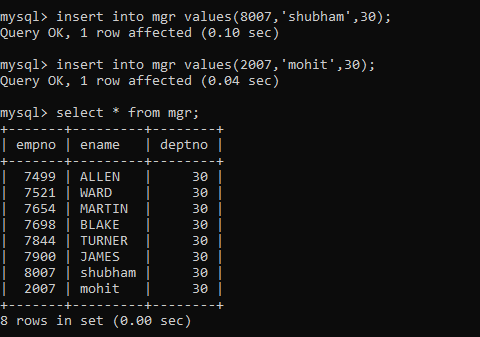 mysql> insert into mgr values(8007,'shubham',30);
Query OK, 1 row affected (0.10 sec)
mysql> insert into mgr values(2007,'mohit',30);
Query OK, 1 row affected (0.04 sec)
mysql> select * from mgr;
+-------+---------+--------+
| empno | ename   | deptno |
+-------+---------+--------+
|  7499 | ALLEN   |     30 |
|  7521 | WARD    |     30 |
|  7654 | MARTIN  |     30 |
|  7698 | BLAKE   |     30 |
|  7844 | TURNER  |     30 |
|  7900 | JAMES   |     30 |
|  8007 | shubham |     30 |
|  2007 | mohit   |     30 |
+-------+---------+--------+
8 rows in set (0.00 sec)